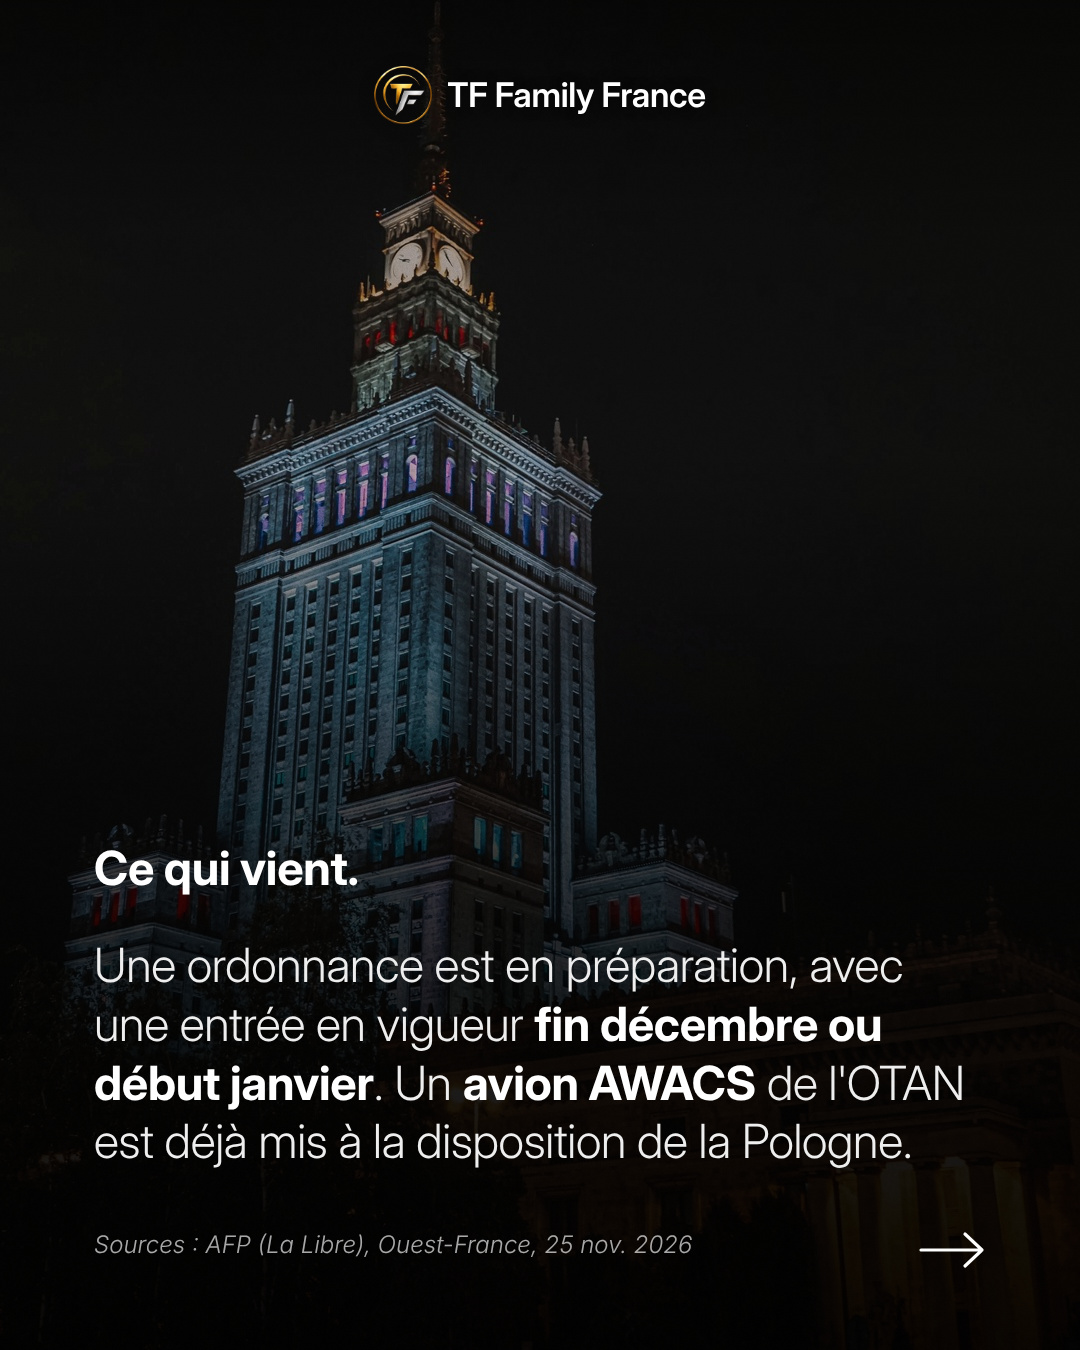 TF
TF Family France
Ce qui vient.
Une ordonnance est en préparation, avec
une entrée en vigueur fin décembre ou
début janvier. Un avion AWACS de l'OTAN
est déjà mis à la disposition de la Pologne.
Sources : AFP (La Libre), Ouest-France, 25 nov. 2026